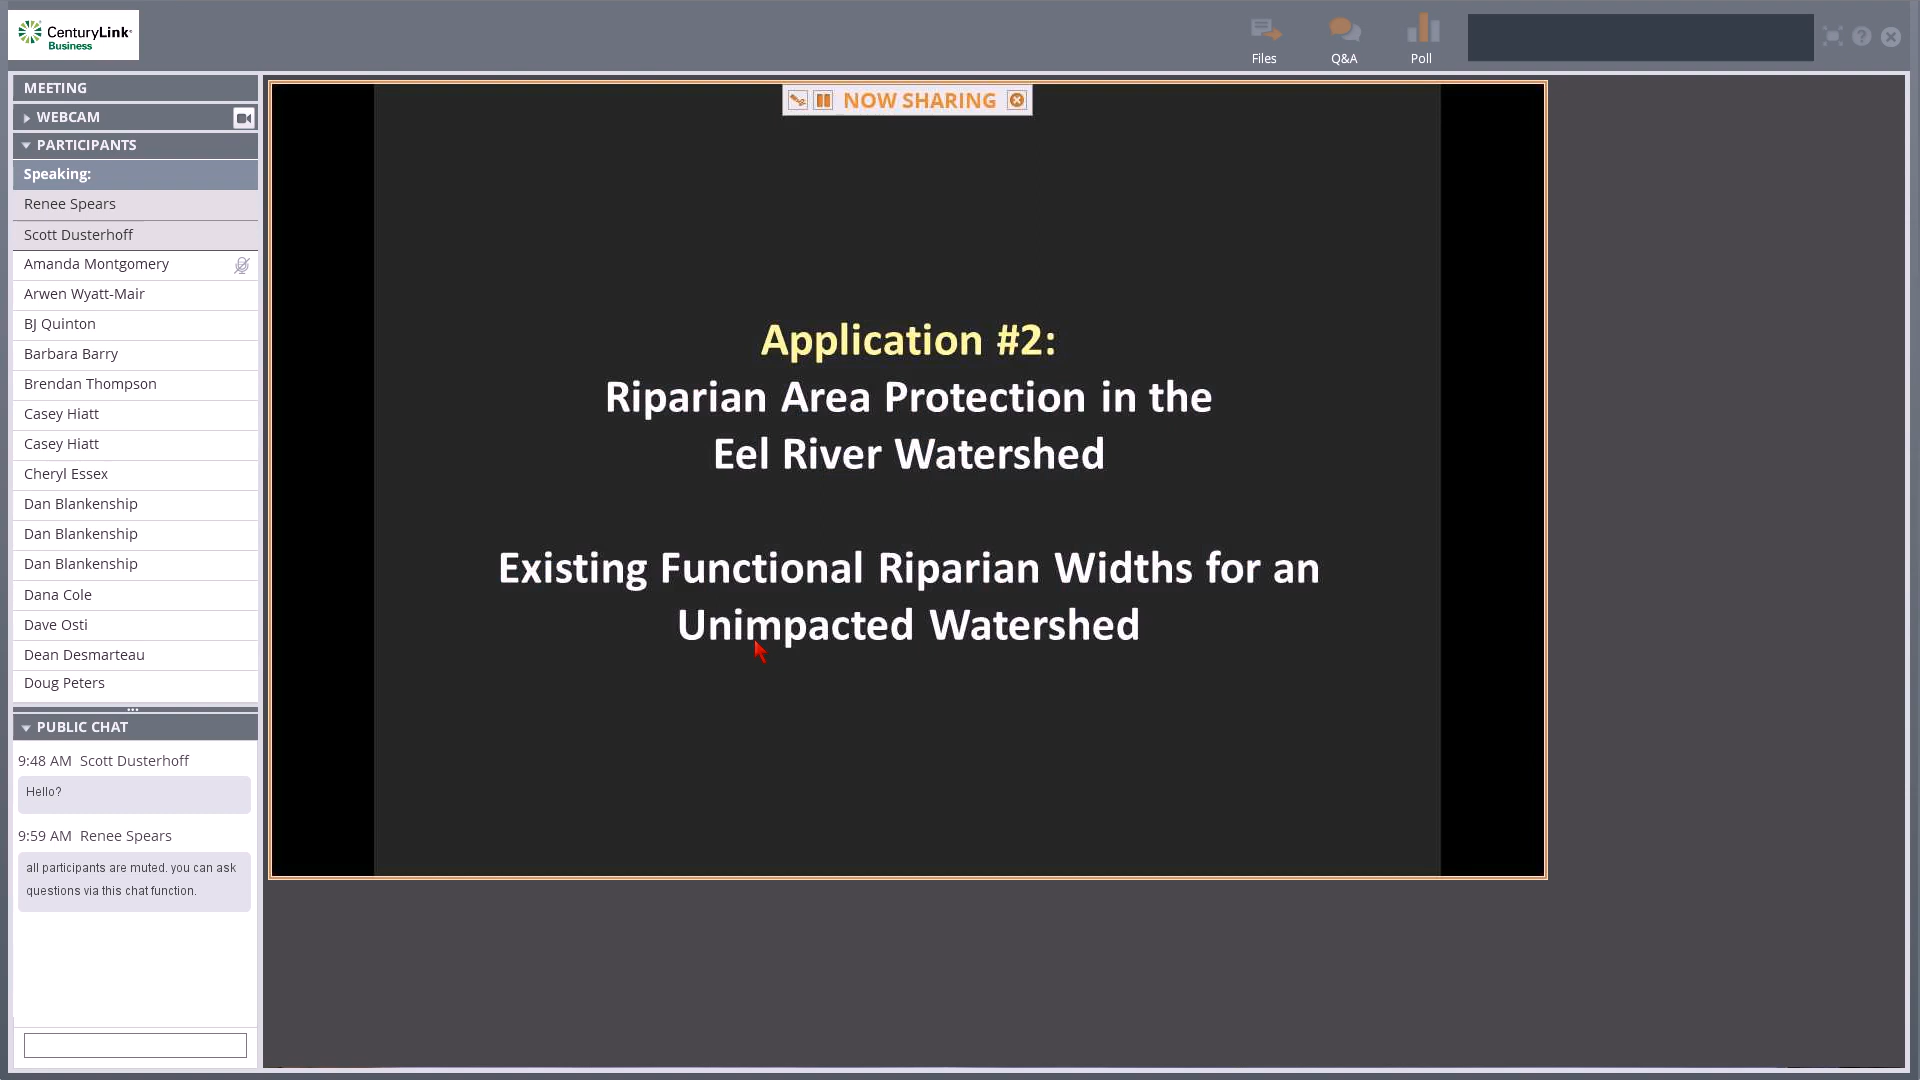 CenturyLink
Business
Files
Q&A
Poll
MEETING
WEBCAM
PARTICIPANTS
Speaking:
Renee Spears
Scott Dusterhoff
Amanda Montgomery
Arwen Wyatt-Mair
BJ Quinton
Barbara Barry
Brendan Thompson
Casey Hiatt
Casey Hiatt
Cheryl Essex
Dan Blankenship
Dan Blankenship
Dan Blankenship
Dana Cole
Dave Osti
Dean Desmarteau
Doug Peters
PUBLIC CHAT
9:48 AM Scott Dusterhoff
Hello?
9:59 AM Renee Spears
all participants are muted. you can ask
questions via this chat function.
NOW SHARING
Application #2:
Riparian Area Protection in the
Eel River Watershed
Existing Functional Riparian Widths for an
Unimpacted Watershed